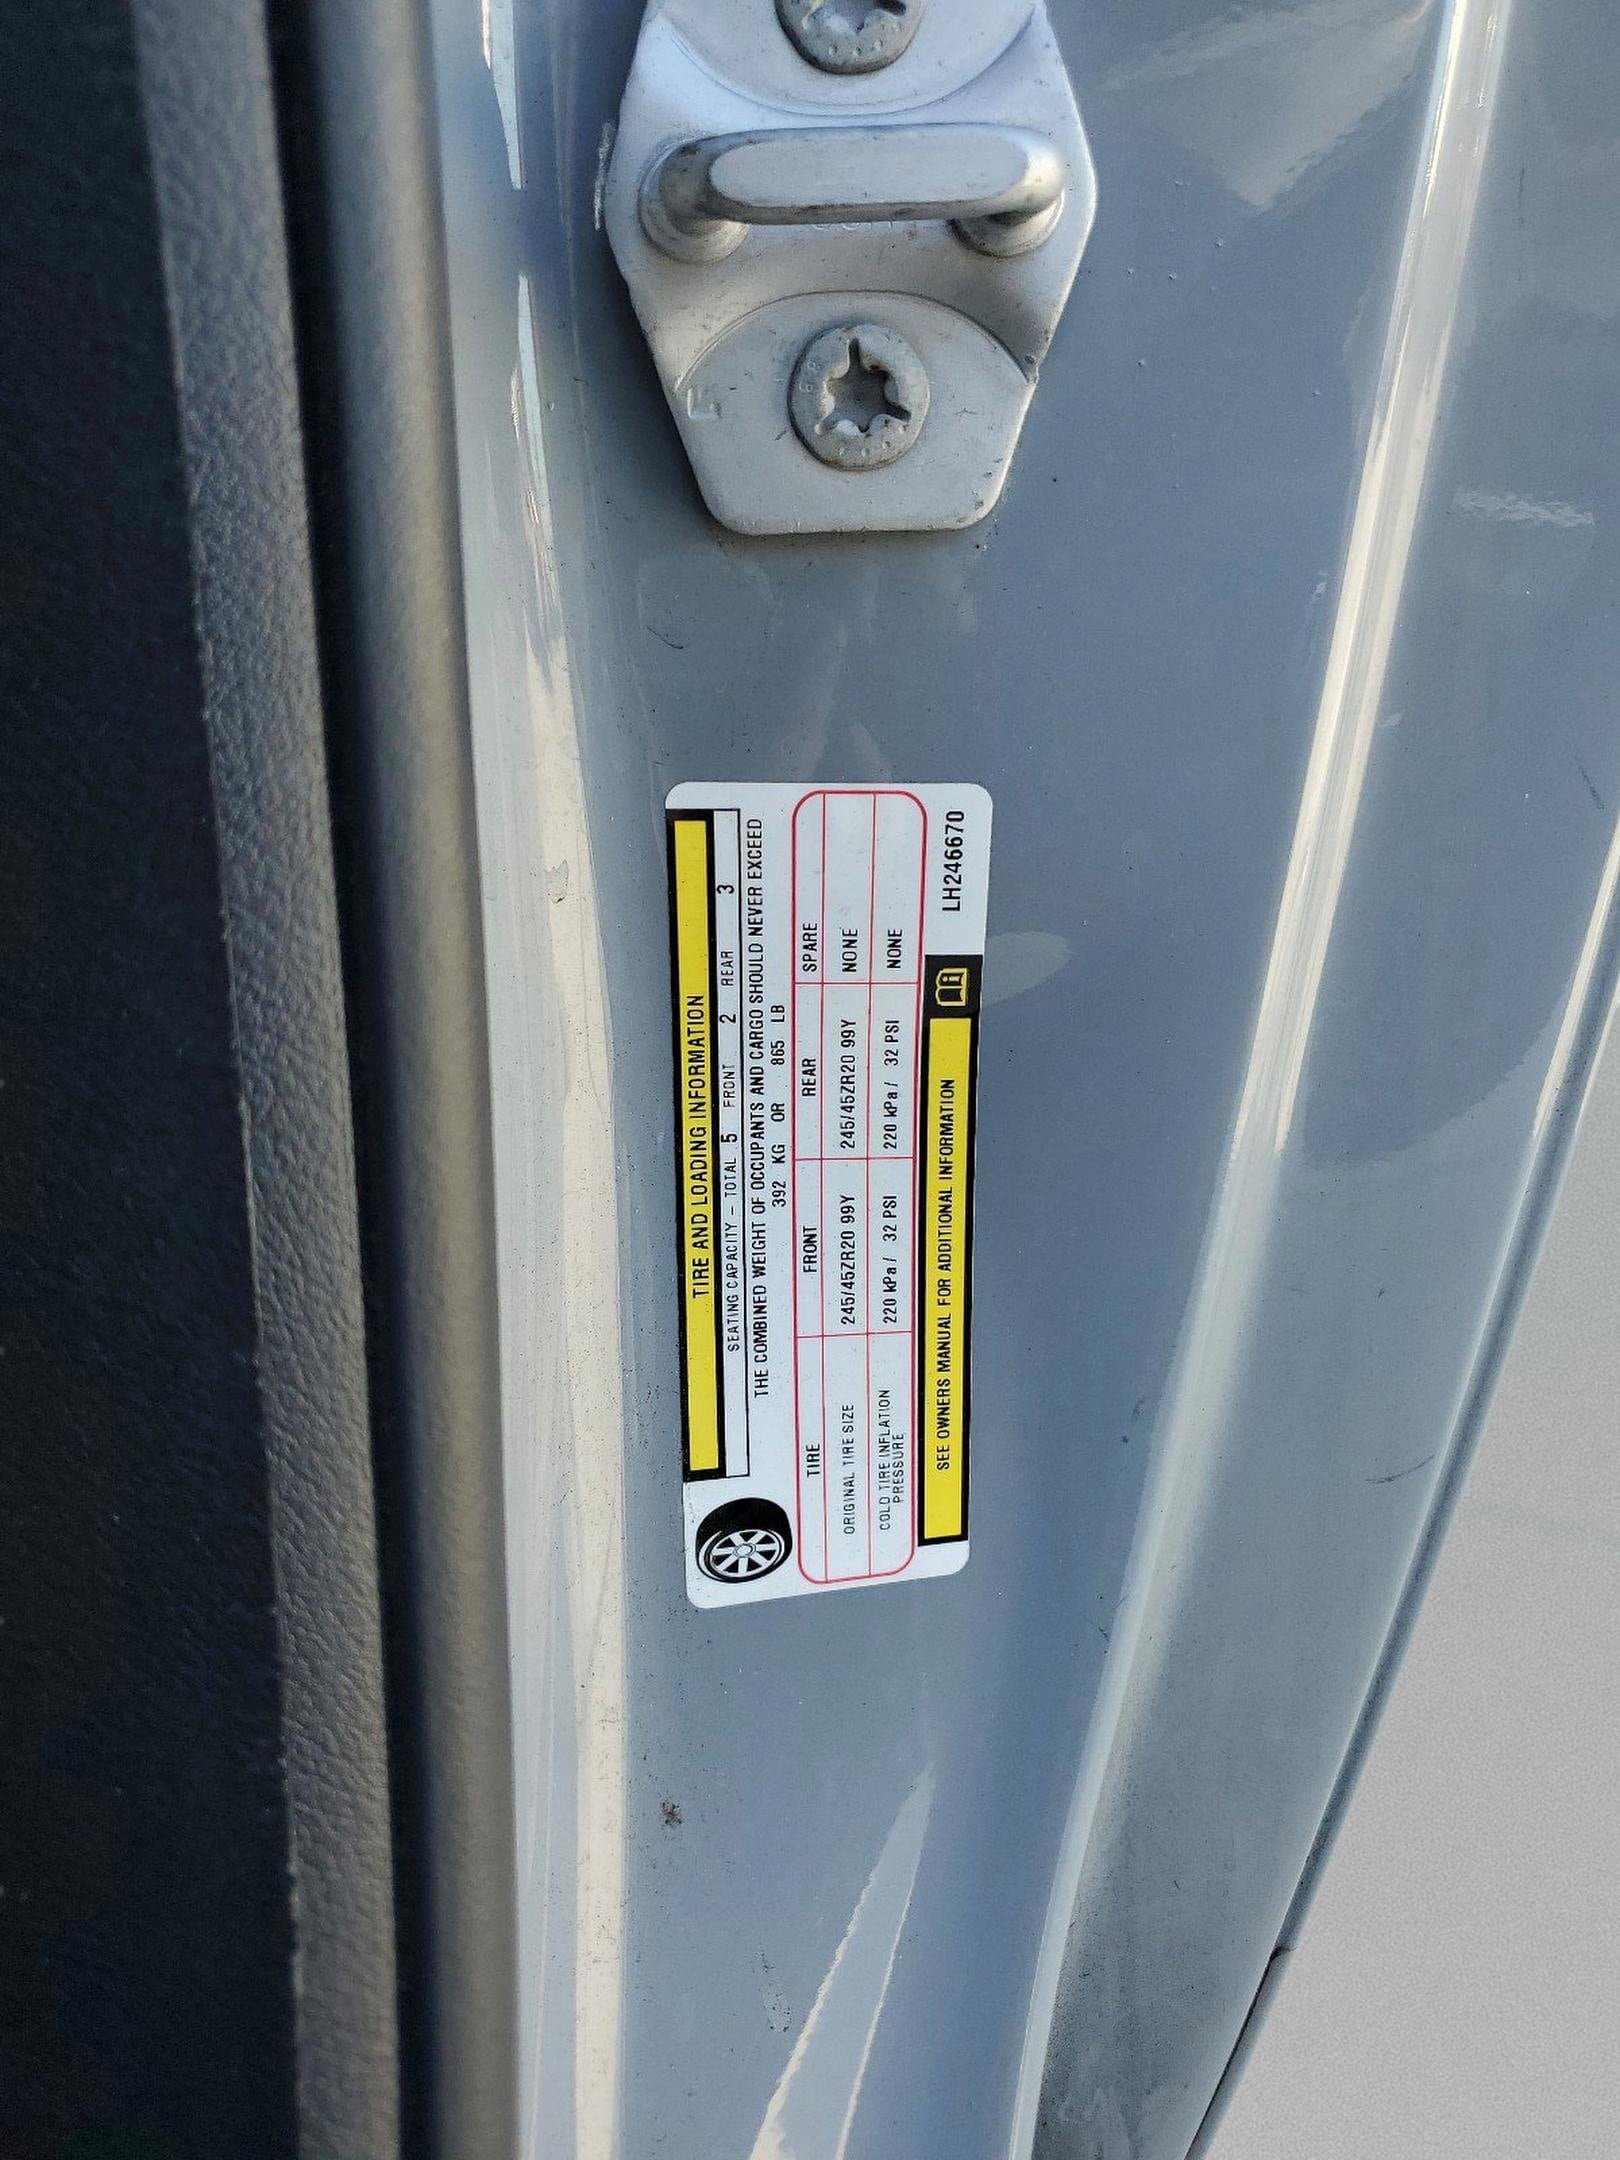 TIRE AND LOADING INFORMATION
SEATING CAPACITY - TOTAL 5 FRONT 2 REAR 3
THE COMBINED WEIGHT OF OCCUPANTS AND CARGO SHOULD NEVER EXCEED
392 KG OR 865 LB
TIRE FRONT REAR SPARE
ORIGINAL TIRE SIZE 245/45ZR20 99Y 245/45ZR20 99Y NONE
COLD TIRE INFLATION
PRESSURE 220 kPa / 32 PSI 220 kPa / 32 PSI NONE
SEE OWNERS MANUAL FOR ADDITIONAL INFORMATION
LH246670